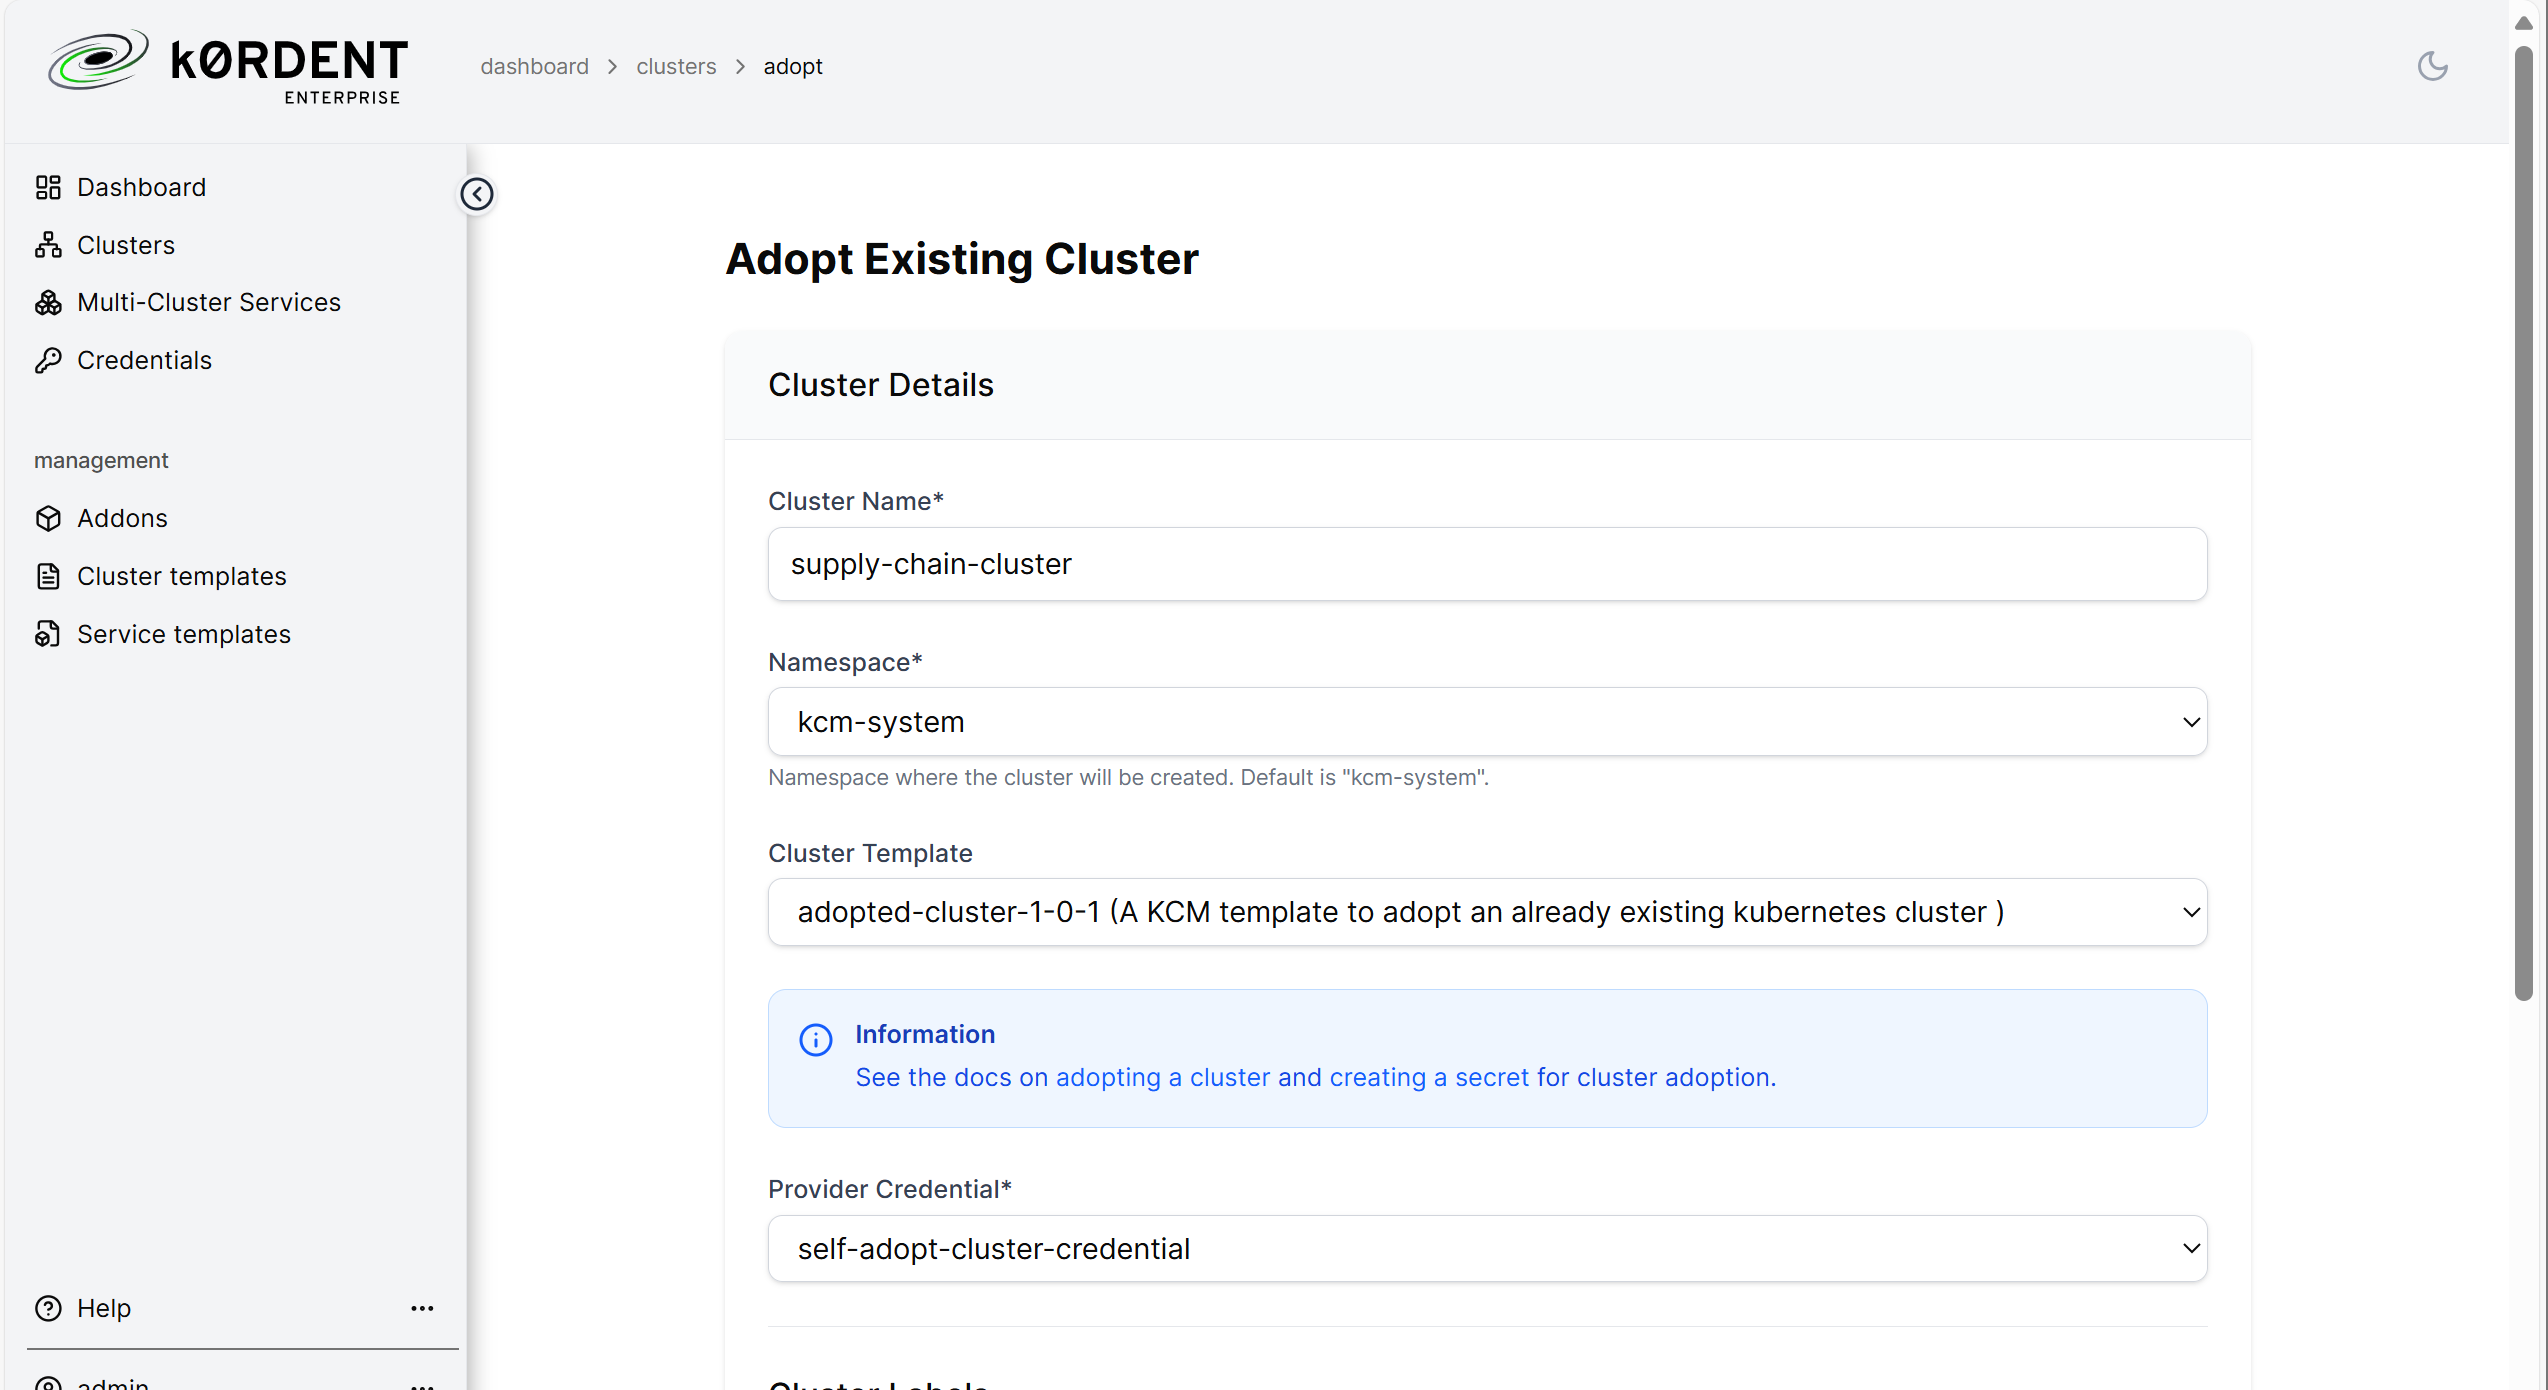 k0RDENT
ENTERPRISE
dashboard > clusters > adopt
Dashboard
Clusters
Multi-Cluster Services
Credentials
management
Addons
Cluster templates
Service templates
Help
admin
Adopt Existing Cluster
Cluster Details
Cluster Name*
supply-chain-cluster
Namespace*
kcm-system
Namespace where the cluster will be created. Default is "kcm-system".
Cluster Template
adopted-cluster-1-0-1 (A KCM template to adopt an already existing kubernetes cluster )
Information
See the docs on adopting a cluster and creating a secret for cluster adoption.
Provider Credential*
self-adopt-cluster-credential
Cluster Labels